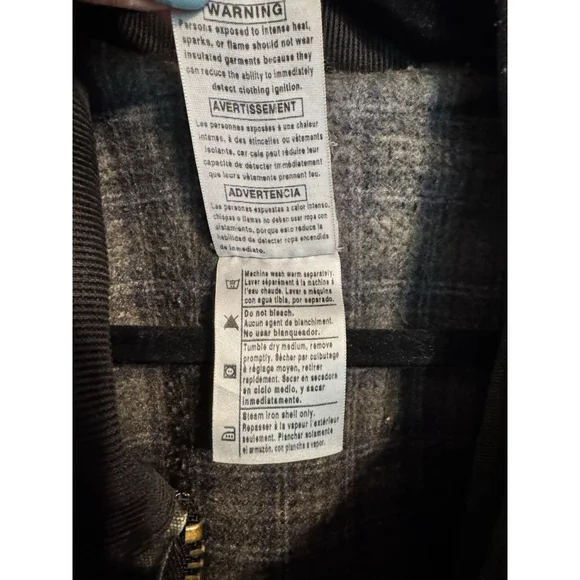 WARNING
Persons exposed to intense heat,
sparks, or flame should not wear
insulated garments because they
can reduce the ability to immediately
detect clothing ignition.
AVERTISSEMENT
Les personnes exposées à une chaleur
intense, à des étincelles ou vêtements
isolants, car cela peut réduire leur
capacité de détecter immédiatement
que leurs vêtements prennent feu.
ADVERTENCIA
Las personas expuestas a calor intenso,
chispas o llamas no deben usar ropa con
aislamiento, porque esto reduce la
habilidad de detectar ropa encendida
de inmediato.
Machine wash warm separately.
Laver séparément à la machine à
l'eau chaude. Lavar a máquina
con agua tibia, por separado.
Do not bleach.
Aucun agent de blanchiment.
No usar blanqueador.
Tumble dry medium, remove
promptly. Sécher par culbutage
à réglage moyen, retirer
rapidement. Secar en secadora
en ciclo medio, y sacar
inmediatamente.
Steam iron shell only.
Repasser à la vapeur l'extérieur
seulement. Planchar solamente
el armazón, con plancha a vapor.